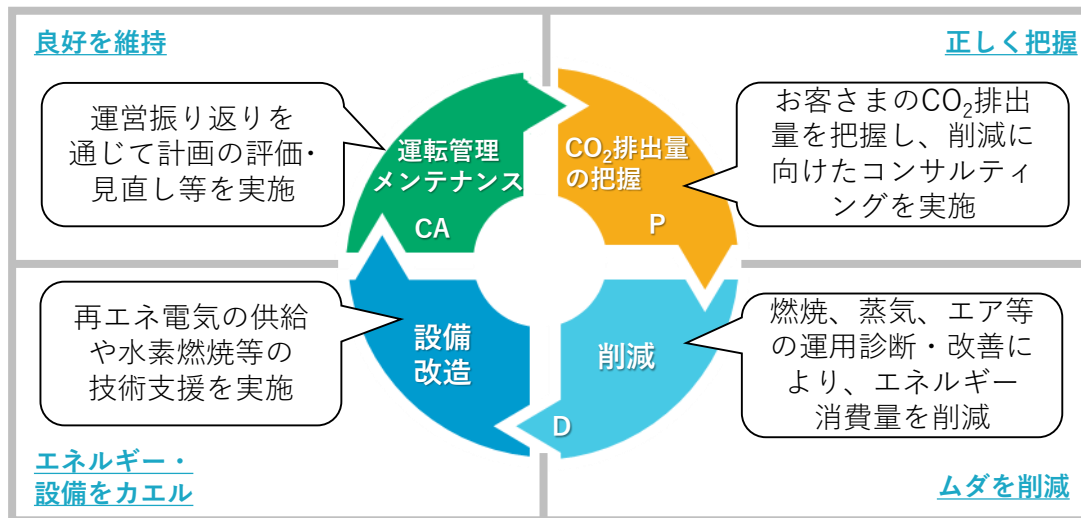 良好を維持
運営振り返りを
通じて計画の評価・
見直し等を実施
運転管理
メンテナンス
CA
正しく把握
お客さまのCO₂排出
量を把握し、削減に
向けたコンサルティ
ングを実施
CO₂排出量
の把握
P
再エネ電気の供給
や水素燃焼等の
技術支援を実施
設備
改造
エネルギー・
設備をカエル
燃焼、蒸気、エア等
の運用診断・改善に
より、エネルギー
消費量を削減
削減
D
ムダを削減